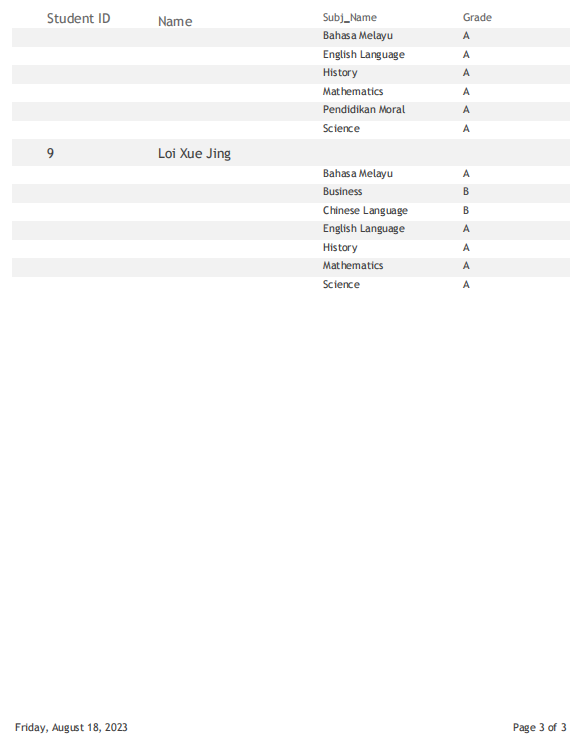 Student ID Name Subj_Name Grade
Bahasa Melayu A
English Language A
History A
Mathematics A
Pendidikan Moral A
Science A
9 Loi Xue Jing
Bahasa Melayu A
Business B
Chinese Language B
English Language A
History A
Mathematics A
Science A
Friday, August 18, 2023 Page 3 of 3